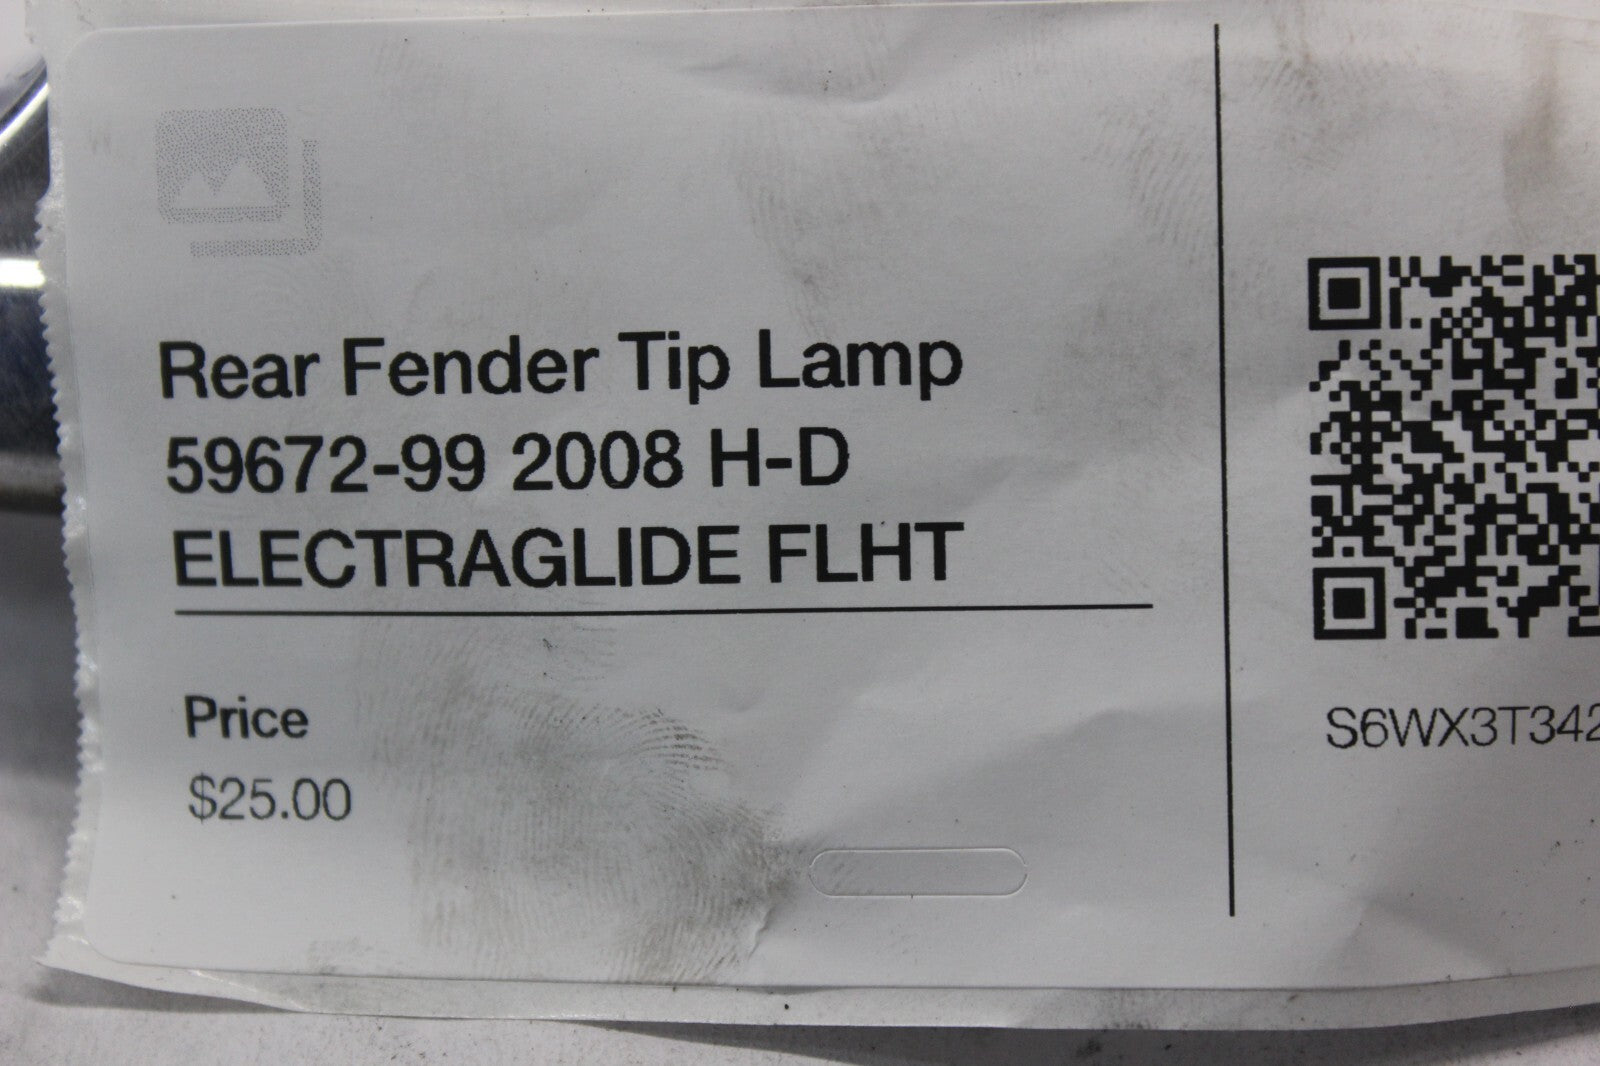 Rear Fender Tip Lamp
59672-99 2008 H-D
ELECTRAGLIDE FLHT
Price
$25.00
S6WX3T342